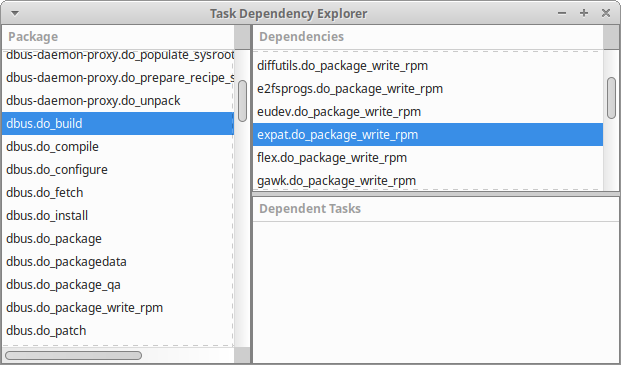 Task Dependency Explorer
Package
dbus-daemon-proxy.do_populate_sysroot
dbus-daemon-proxy.do_prepare_recipe_s
dbus-daemon-proxy.do_unpack
dbus.do_build
dbus.do_compile
dbus.do_configure
dbus.do_fetch
dbus.do_install
dbus.do_package
dbus.do_packagedata
dbus.do_package_qa
dbus.do_package_write_rpm
dbus.do_patch
Dependencies
diffutils.do_package_write_rpm
e2fsprogs.do_package_write_rpm
eudev.do_package_write_rpm
expat.do_package_write_rpm
flex.do_package_write_rpm
gawk.do_package_write_rpm
Dependent Tasks